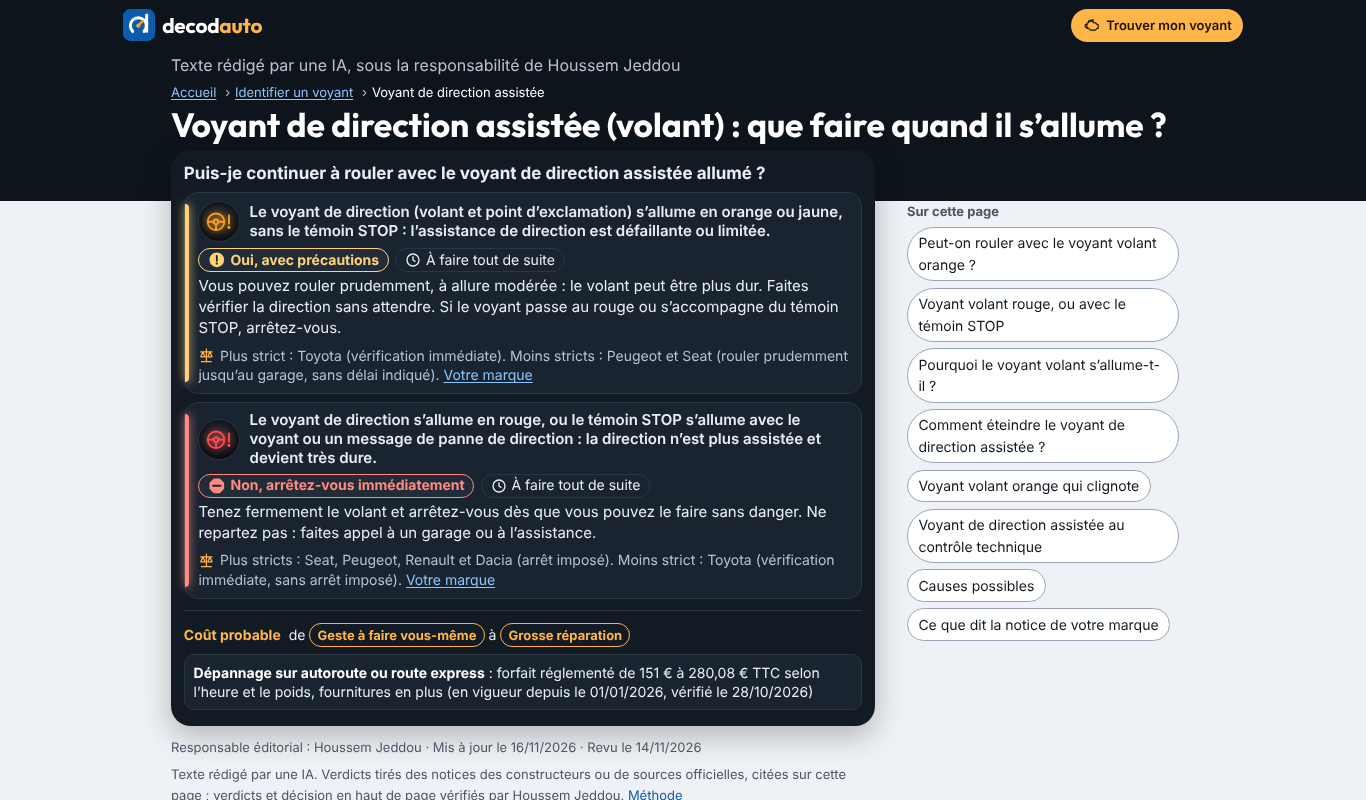 decodauto
Trouver mon voyant
Texte rédigé par une IA, sous la responsabilité de Houssem Jeddou
Accueil › Identifier un voyant › Voyant de direction assistée
Voyant de direction assistée (volant) : que faire quand il s’allume ?
Puis-je continuer à rouler avec le voyant de direction assistée allumé ?
Le voyant de direction (volant et point d’exclamation) s’allume en orange ou jaune,
sans le témoin STOP : l’assistance de direction est défaillante ou limitée.
Oui, avec précautions
À faire tout de suite
Vous pouvez rouler prudemment, à allure modérée : le volant peut être plus dur. Faites
vérifier la direction sans attendre. Si le voyant passe au rouge ou s’accompagne du témoin
STOP, arrêtez-vous.
Plus strict : Toyota (vérification immédiate). Moins stricts : Peugeot et Seat (rouler prudemment
jusqu’au garage, sans délai indiqué). Votre marque
Le voyant de direction s’allume en rouge, ou le témoin STOP s’allume avec le
voyant ou un message de panne de direction : la direction n’est plus assistée et
devient très dure.
Non, arrêtez-vous immédiatement
À faire tout de suite
Tenez fermement le volant et arrêtez-vous dès que vous pouvez le faire sans danger. Ne
repartez pas : faites appel à un garage ou à l’assistance.
Plus stricts : Seat, Peugeot, Renault et Dacia (arrêt imposé). Moins strict : Toyota (vérification
immédiate, sans arrêt imposé). Votre marque
Coût probable de Geste à faire vous-même à Grosse réparation
Dépannage sur autoroute ou route express : forfait réglementé de 151 € à 280,08 € TTC selon
l’heure et le poids, fournitures en plus (en vigueur depuis le 01/01/2026, vérifié le 28/10/2026)
Responsable éditorial : Houssem Jeddou · Mis à jour le 16/11/2026 · Revu le 14/11/2026
Texte rédigé par une IA. Verdicts tirés des notices des constructeurs ou de sources officielles, citées sur cette
page ; verdicts et décision en haut de page vérifiés par Houssem Jeddou. Méthode
Sur cette page
Peut-on rouler avec le voyant volant
orange ?
Voyant volant rouge, ou avec le
témoin STOP
Pourquoi le voyant volant s’allume-t-
il ?
Comment éteindre le voyant de
direction assistée ?
Voyant volant orange qui clignote
Voyant de direction assistée au
contrôle technique
Causes possibles
Ce que dit la notice de votre marque